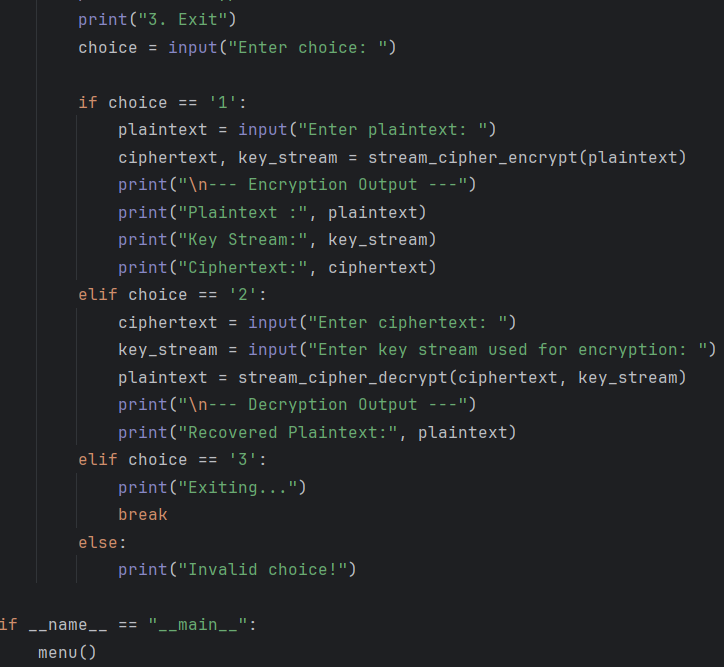 print("3. Exit")
choice = input("Enter choice: ")
if choice == '1':
plaintext = input("Enter plaintext: ")
ciphertext, key_stream = stream_cipher_encrypt(plaintext)
print("\n--- Encryption Output ---")
print("Plaintext :", plaintext)
print("Key Stream:", key_stream)
print("Ciphertext:", ciphertext)
elif choice == '2':
ciphertext = input("Enter ciphertext: ")
key_stream = input("Enter key stream used for encryption: ")
plaintext = stream_cipher_decrypt(ciphertext, key_stream)
print("\n--- Decryption Output ---")
print("Recovered Plaintext:", plaintext)
elif choice == '3':
print("Exiting...")
break
else:
print("Invalid choice!")
if __name__ == "__main__":
menu()